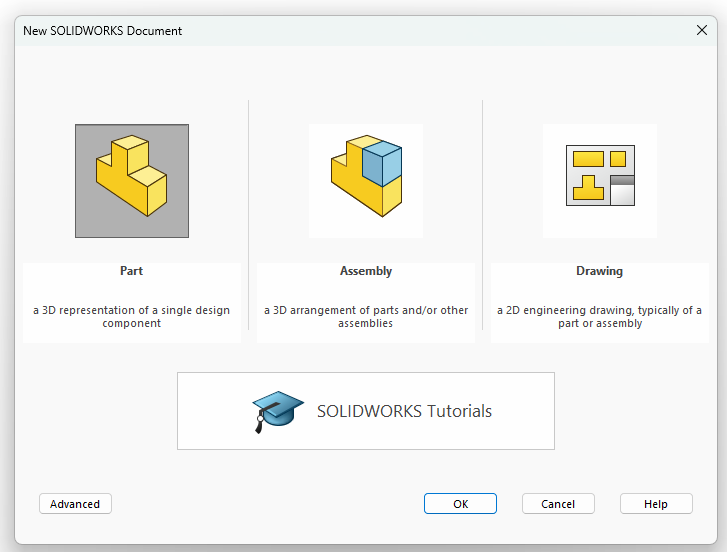 New SOLIDWORKS Document
Part
a 3D representation of a single design
component
Assembly
a 3D arrangement of parts and/or other
assemblies
Drawing
a 2D engineering drawing, typically of a
part or assembly
SOLIDWORKS Tutorials
Advanced
OK
Cancel
Help